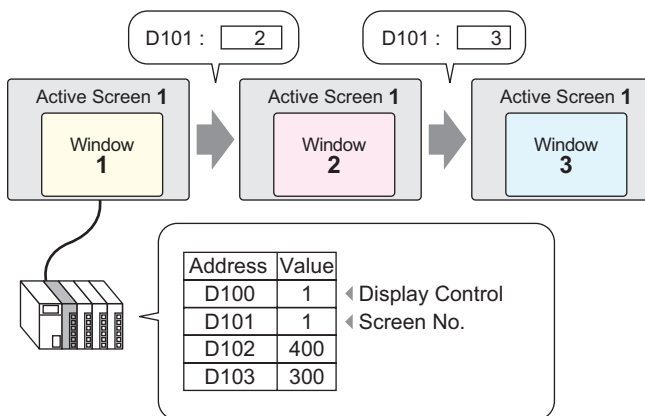 D101 : 2
D101 : 3
Active Screen 1
Window
1
Active Screen 1
Window
2
Active Screen 1
Window
3
Address Value
D100 1 Display Control
D101 1 Screen No.
D102 400
D103 300